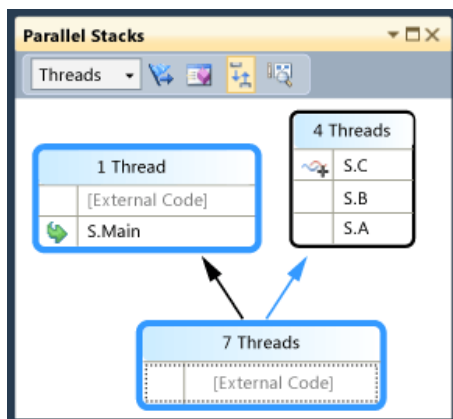 Parallel Stacks
Threads
4 Threads
S.C
S.B
S.A
1 Thread
[External Code]
S.Main
7 Threads
[External Code]